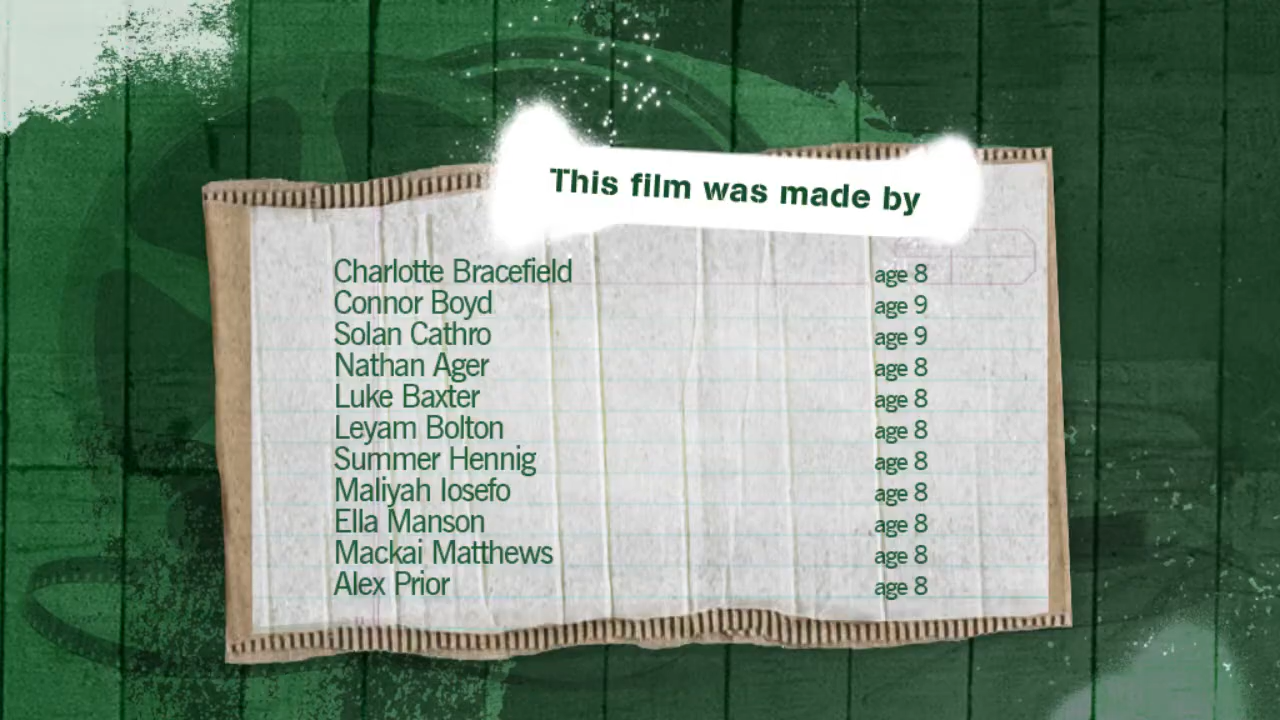 This film was made by
Charlotte Bracefield age 8
Connor Boyd age 9
Solan Cathro age 9
Nathan Ager age 8
Luke Baxter age 8
Leyam Bolton age 8
Summer Hennig age 8
Maliyah Iosefo age 8
Ella Manson age 8
Mackai Matthews age 8
Alex Prior age 8